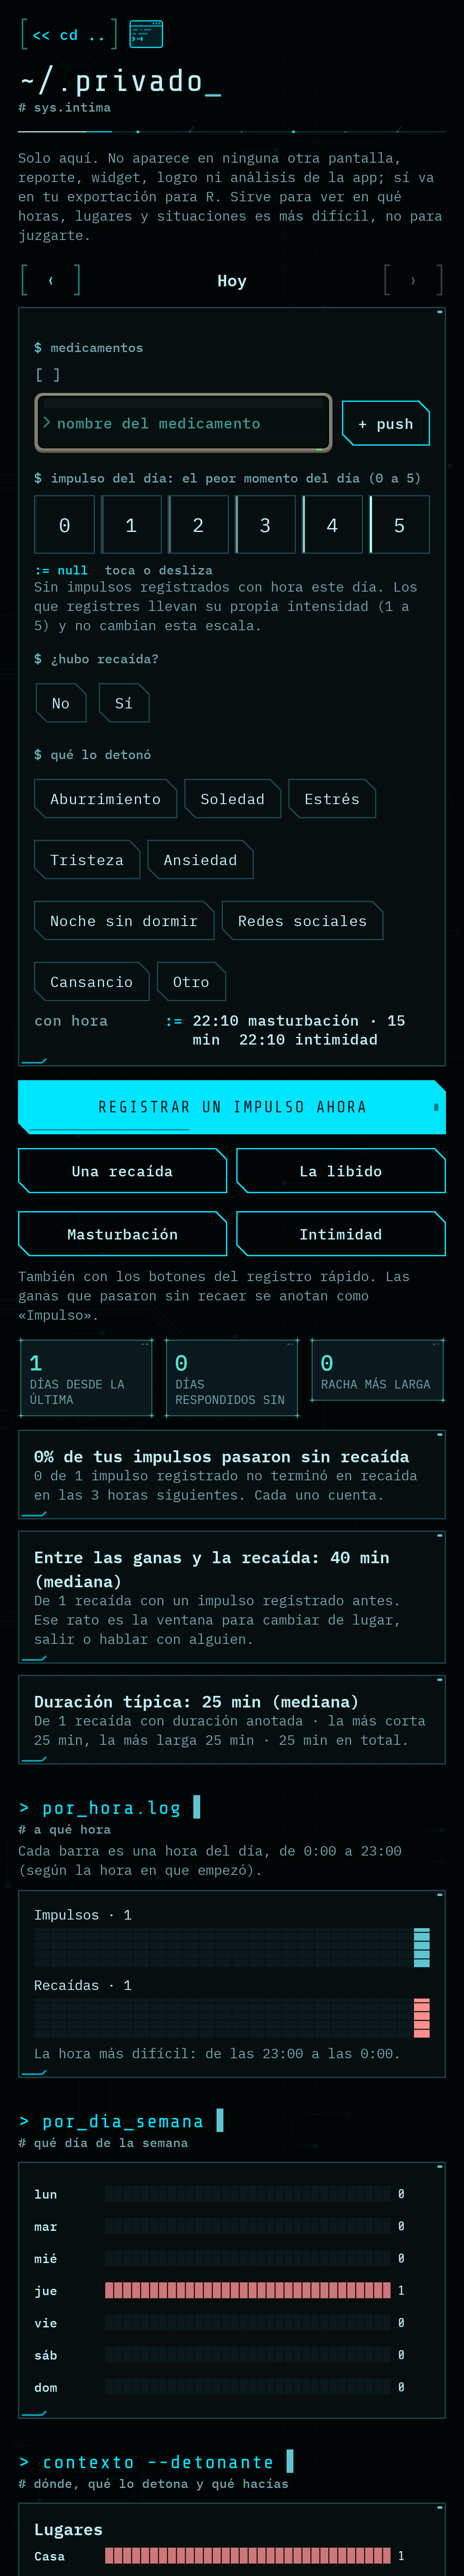 << cd ..
~/.privado_
# sys.intima
Solo aquí. No aparece en ninguna otra pantalla,
reporte, widget, logro ni análisis de la app; sí va
en tu exportación para R. Sirve para ver en qué
horas, lugares y situaciones es más difícil, no para
juzgarte.
[ ‹ ] Hoy [ › ]
$ medicamentos
[ ]
> nombre del medicamento + push
$ impulso del día: el peor momento del día (0 a 5)
0 1 2 3 4 5
:= null toca o desliza
Sin impulsos registrados con hora este día. Los
que registres llevan su propia intensidad (1 a
5) y no cambian esta escala.
$ ¿hubo recaída?
No Sí
$ qué lo detonó
Aburrimiento Soledad Estrés
Tristeza Ansiedad
Noche sin dormir Redes sociales
Cansancio Otro
con hora := 22:10 masturbación · 15
min 22:10 intimidad
REGISTRAR UN IMPULSO AHORA
Una recaída La libido
Masturbación Intimidad
También con los botones del registro rápido. Las
ganas que pasaron sin recaer se anotan como
«Impulso».
1 0 0
DÍAS DESDE LA DÍAS RACHA MÁS LARGA
ÚLTIMA RESPONDIDOS SIN
0% de tus impulsos pasaron sin recaída
0 de 1 impulso registrado no terminó en recaída
en las 3 horas siguientes. Cada uno cuenta.
Entre las ganas y la recaída: 40 min
(mediana)
De 1 recaída con un impulso registrado antes.
Ese rato es la ventana para cambiar de lugar,
salir o hablar con alguien.
Duración típica: 25 min (mediana)
De 1 recaída con duración anotada · la más corta
25 min, la más larga 25 min · 25 min en total.
> por_hora.log
# a qué hora
Cada barra es una hora del día, de 0:00 a 23:00
(según la hora en que empezó).
Impulsos · 1
Recaídas · 1
La hora más difícil: de las 23:00 a las 0:00.
> por_dia_semana
# qué día de la semana
lun 0
mar 0
mié 0
jue 1
vie 0
sáb 0
dom 0
> contexto --detonante
# dónde, qué lo detona y qué hacías
Lugares
Casa 1